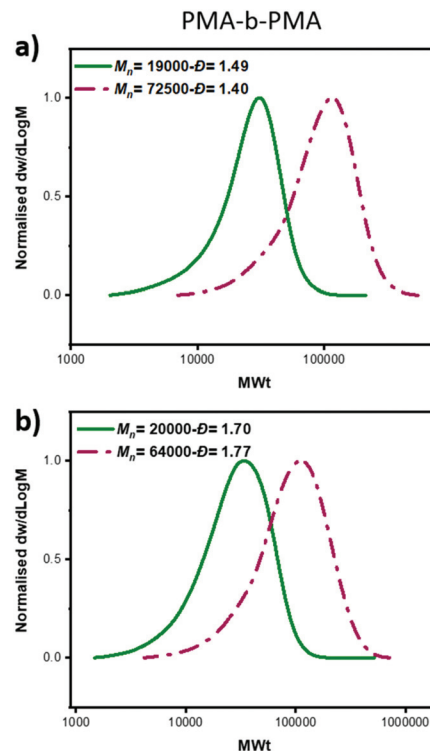 PMA-b-PMA
a)
Mn= 19000-Đ= 1.49
Mn= 72500-Đ= 1.40
Normalised dw/dLogM
1.0
0.5
0.0
1000 10000 100000
MWt
b)
Mn= 20000-Đ= 1.70
Mn= 64000-Đ= 1.77
Normalised dw/dLogM
1.0
0.5
0.0
1000 10000 100000 1000000
MWt